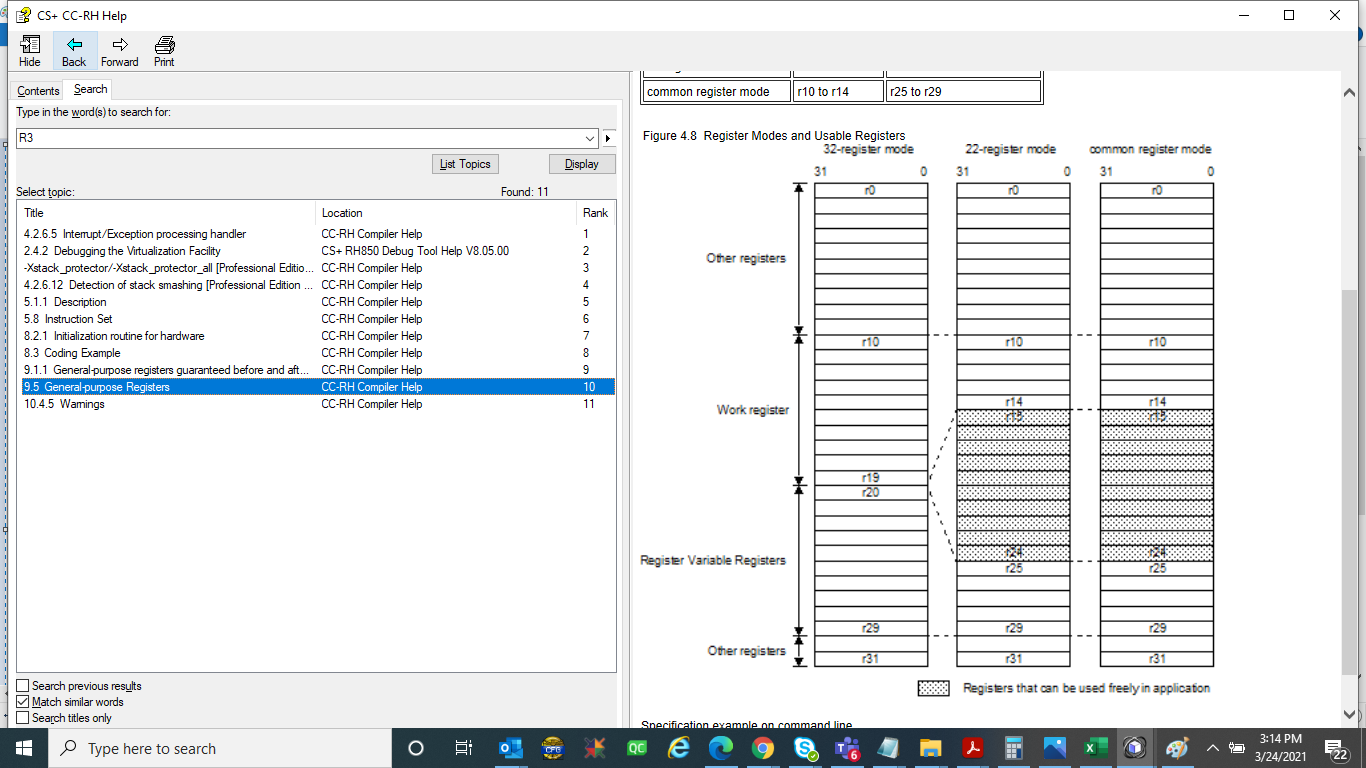 CS+ CC-RH Help
Hide Back Forward Print
Contents Search
Type in the word(s) to search for:
R3
List Topics Display
Select topic: Found: 11
Title Location Rank
4.2.6.5 Interrupt/Exception processing handler CC-RH Compiler Help 1
2.4.2 Debugging the Virtualization Facility CS+ RH850 Debug Tool Help V8.05.00 2
-Xstack_protector/-Xstack_protector_all [Professional Editio... CC-RH Compiler Help 3
4.2.6.12 Detection of stack smashing [Professional Edition ... CC-RH Compiler Help 4
5.1.1 Description CC-RH Compiler Help 5
5.8 Instruction Set CC-RH Compiler Help 6
8.2.1 Initialization routine for hardware CC-RH Compiler Help 7
8.3 Coding Example CC-RH Compiler Help 8
9.1.1 General-purpose registers guaranteed before and aft... CC-RH Compiler Help 9
9.5 General-purpose Registers CC-RH Compiler Help 10
10.4.5 Warnings CC-RH Compiler Help 11
Search previous results
Match similar words
Search titles only
common register mode r10 to r14 r25 to r29
Figure 4.8 Register Modes and Usable Registers
32-register mode 22-register mode common register mode
31 0 31 0 31 0
r0 r0 r0
Other registers
r10 r10 r10
r14 r14
Work register
r15 r15
r19
r20
r24 r24
Register Variable Registers
r25 r25
r29 r29 r29
Other registers
r31 r31 r31
Registers that can be used freely in application
Specification example on command line
Type here to search
QC
6
3:14 PM
3/24/2021
22